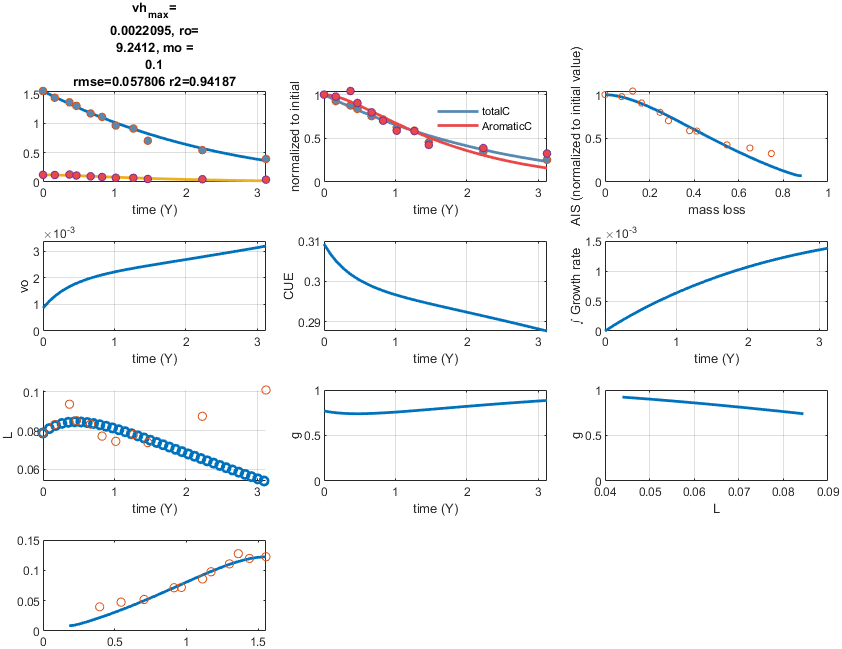 vhmax=
0.0022095, ro=
9.2412, mo =
0.1
rmse=0.057806 r2=0.94187
1.5
1
0.5
0
0 1 2 3
time (Y)
normalized to initial
1
0.5
0
totalC
AromaticC
0 1 2 3
time (Y)
AIS (normalized to initial value)
1
0.5
0
0 0.2 0.4 0.6 0.8 1
mass loss
×10-3
vo
3
2
1
0
0 1 2 3
time (Y)
CUE
0.31
0.3
0.29
0 1 2 3
time (Y)
×10-3
∫ Growth rate
1.5
1
0.5
0
0 1 2 3
time (Y)
L
0.1
0.08
0.06
0 1 2 3
time (Y)
g
1
0.5
0
0 1 2 3
time (Y)
g
1
0.5
0
0.04 0.05 0.06 0.07 0.08 0.09
L
0.15
0.1
0.05
0
0 0.5 1 1.5